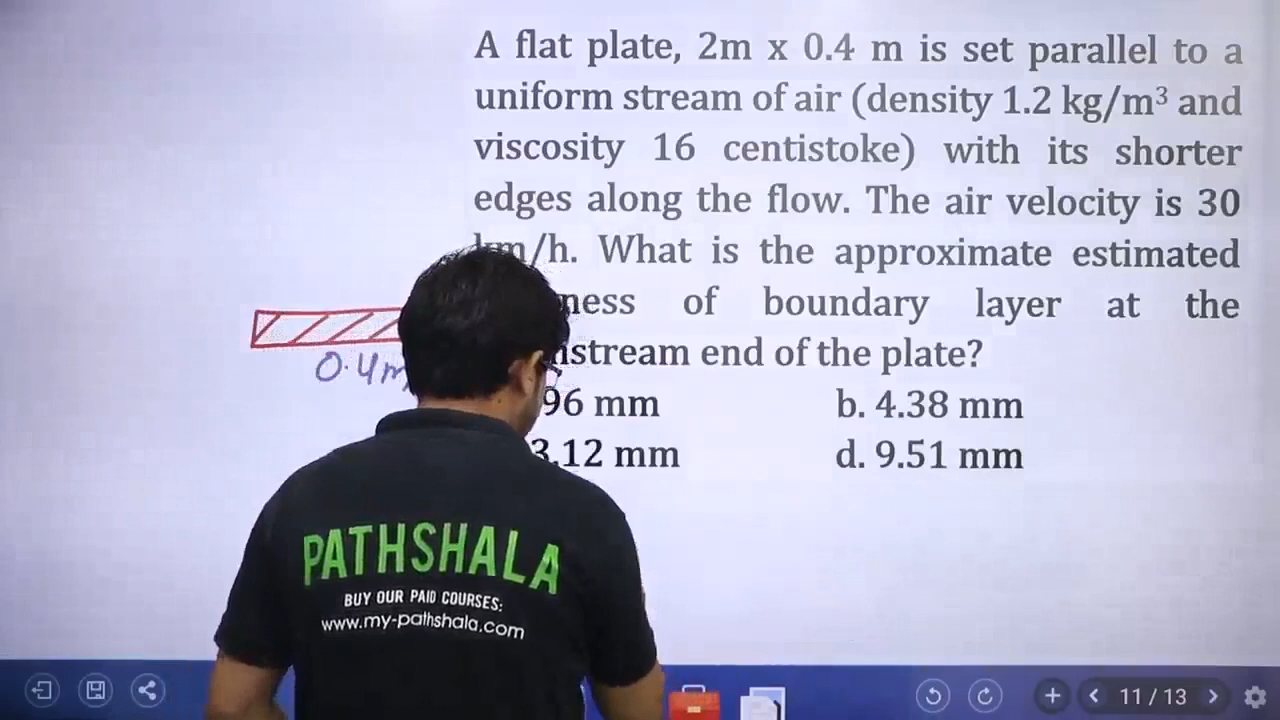 A flat plate, 2m x 0.4 m is set parallel to a
uniform stream of air (density 1.2 kg/m³ and
viscosity 16 centistoke) with its shorter
edges along the flow. The air velocity is 30
km/h. What is the approximate estimated
of boundary layer at the
end of the plate?
96 mm
b. 4.38 mm
3.12 mm
d. 9.51 mm
0.4m
PATHSHALA
BUY OUR PAID COURSES:
www.my-pathshala.com
11 / 13